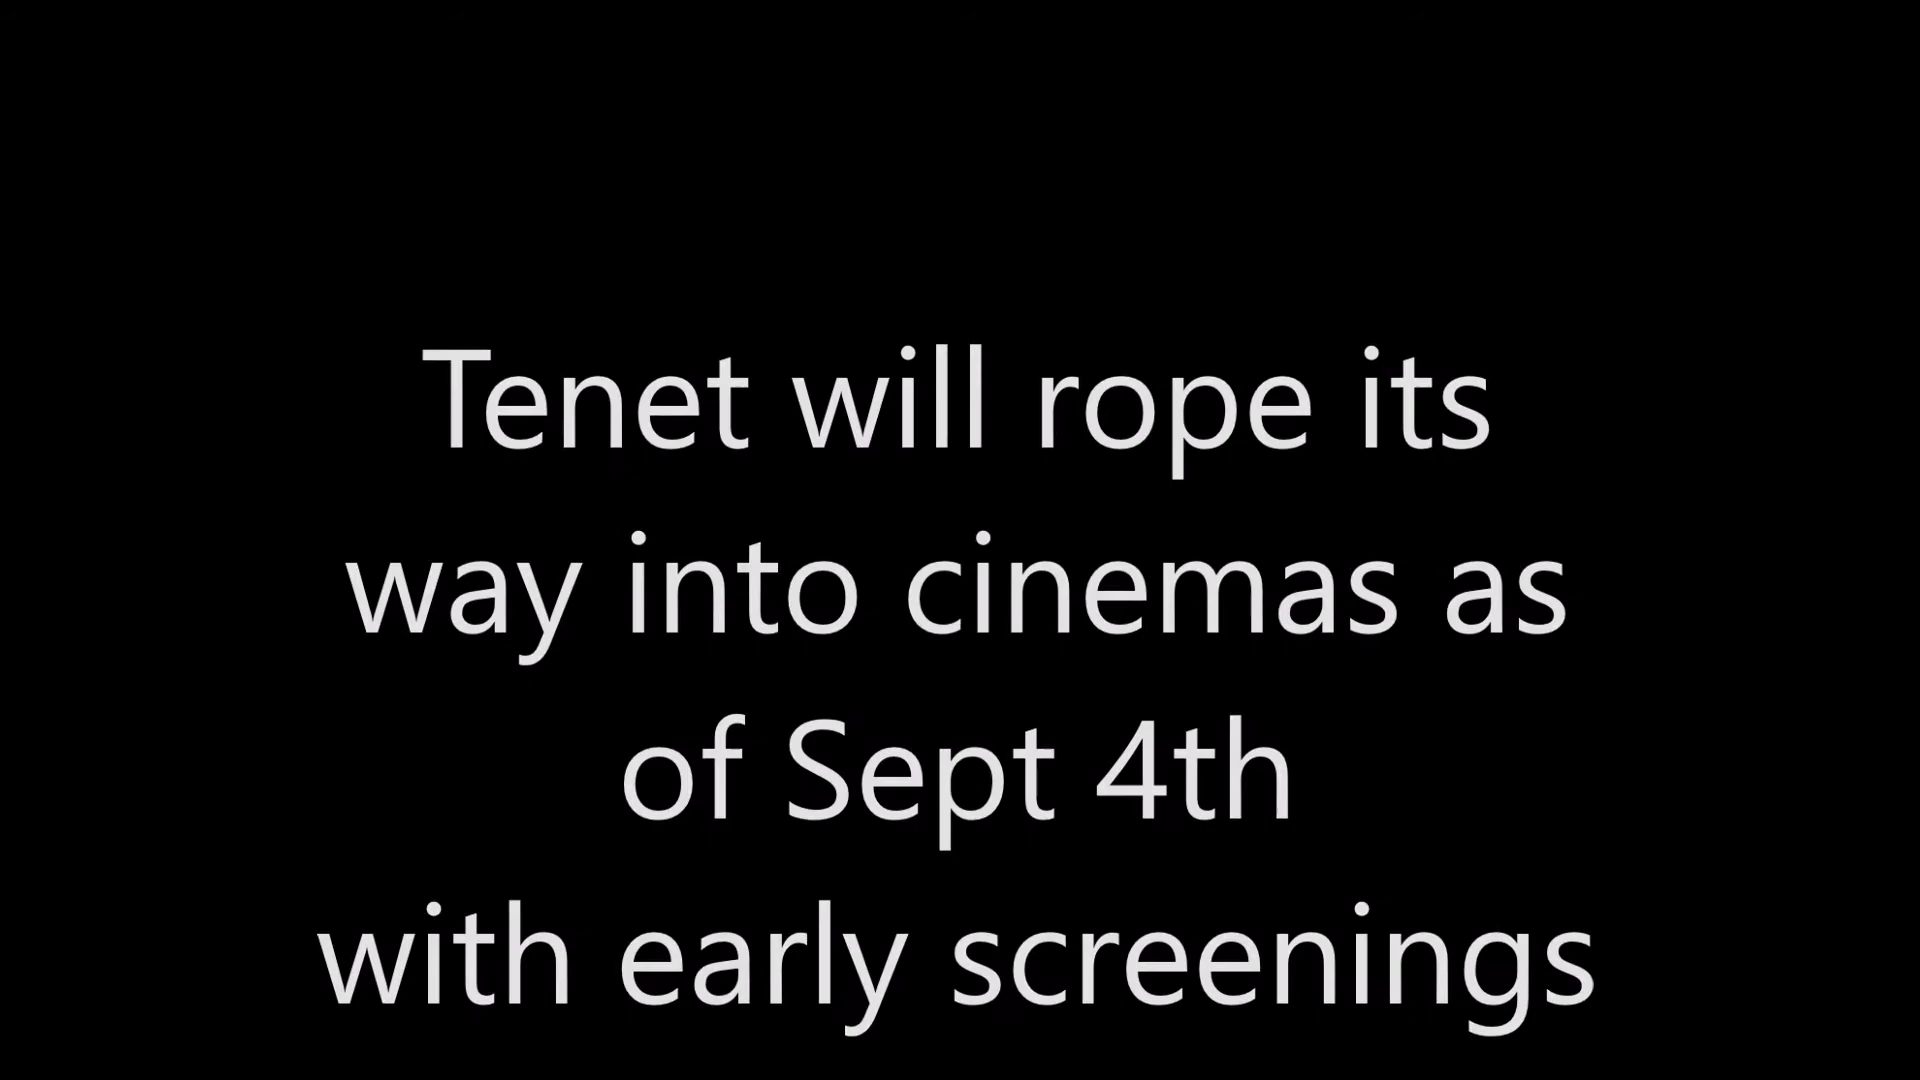 Tenet will rope its
way into cinemas as
of Sept 4th
with early screenings